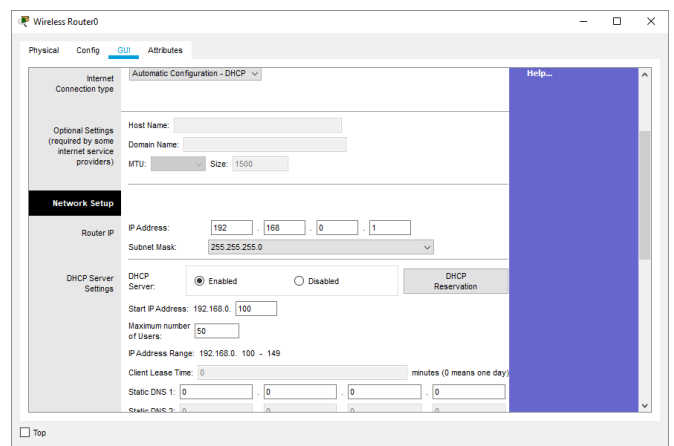 Wireless Router0
Physical Config GUI Attributes
Internet Connection type
Automatic Configuration - DHCP
Help...
Optional Settings
(required by some
internet service
providers)
Host Name:
Domain Name:
MTU: Size: 1500
Network Setup
Router IP
IP Address: 192 . 168 . 0 . 1
Subnet Mask: 255.255.255.0
DHCP Server
Settings
DHCP
Server:
Enabled Disabled
DHCP
Reservation
Start IP Address: 192.168.0. 100
Maximum number
of Users: 50
IP Address Range: 192.168.0. 100 - 149
Client Lease Time: 0 minutes (0 means one day)
Static DNS 1: 0 . 0 . 0 . 0
Static DNS 2: 0 0 0 0
Top